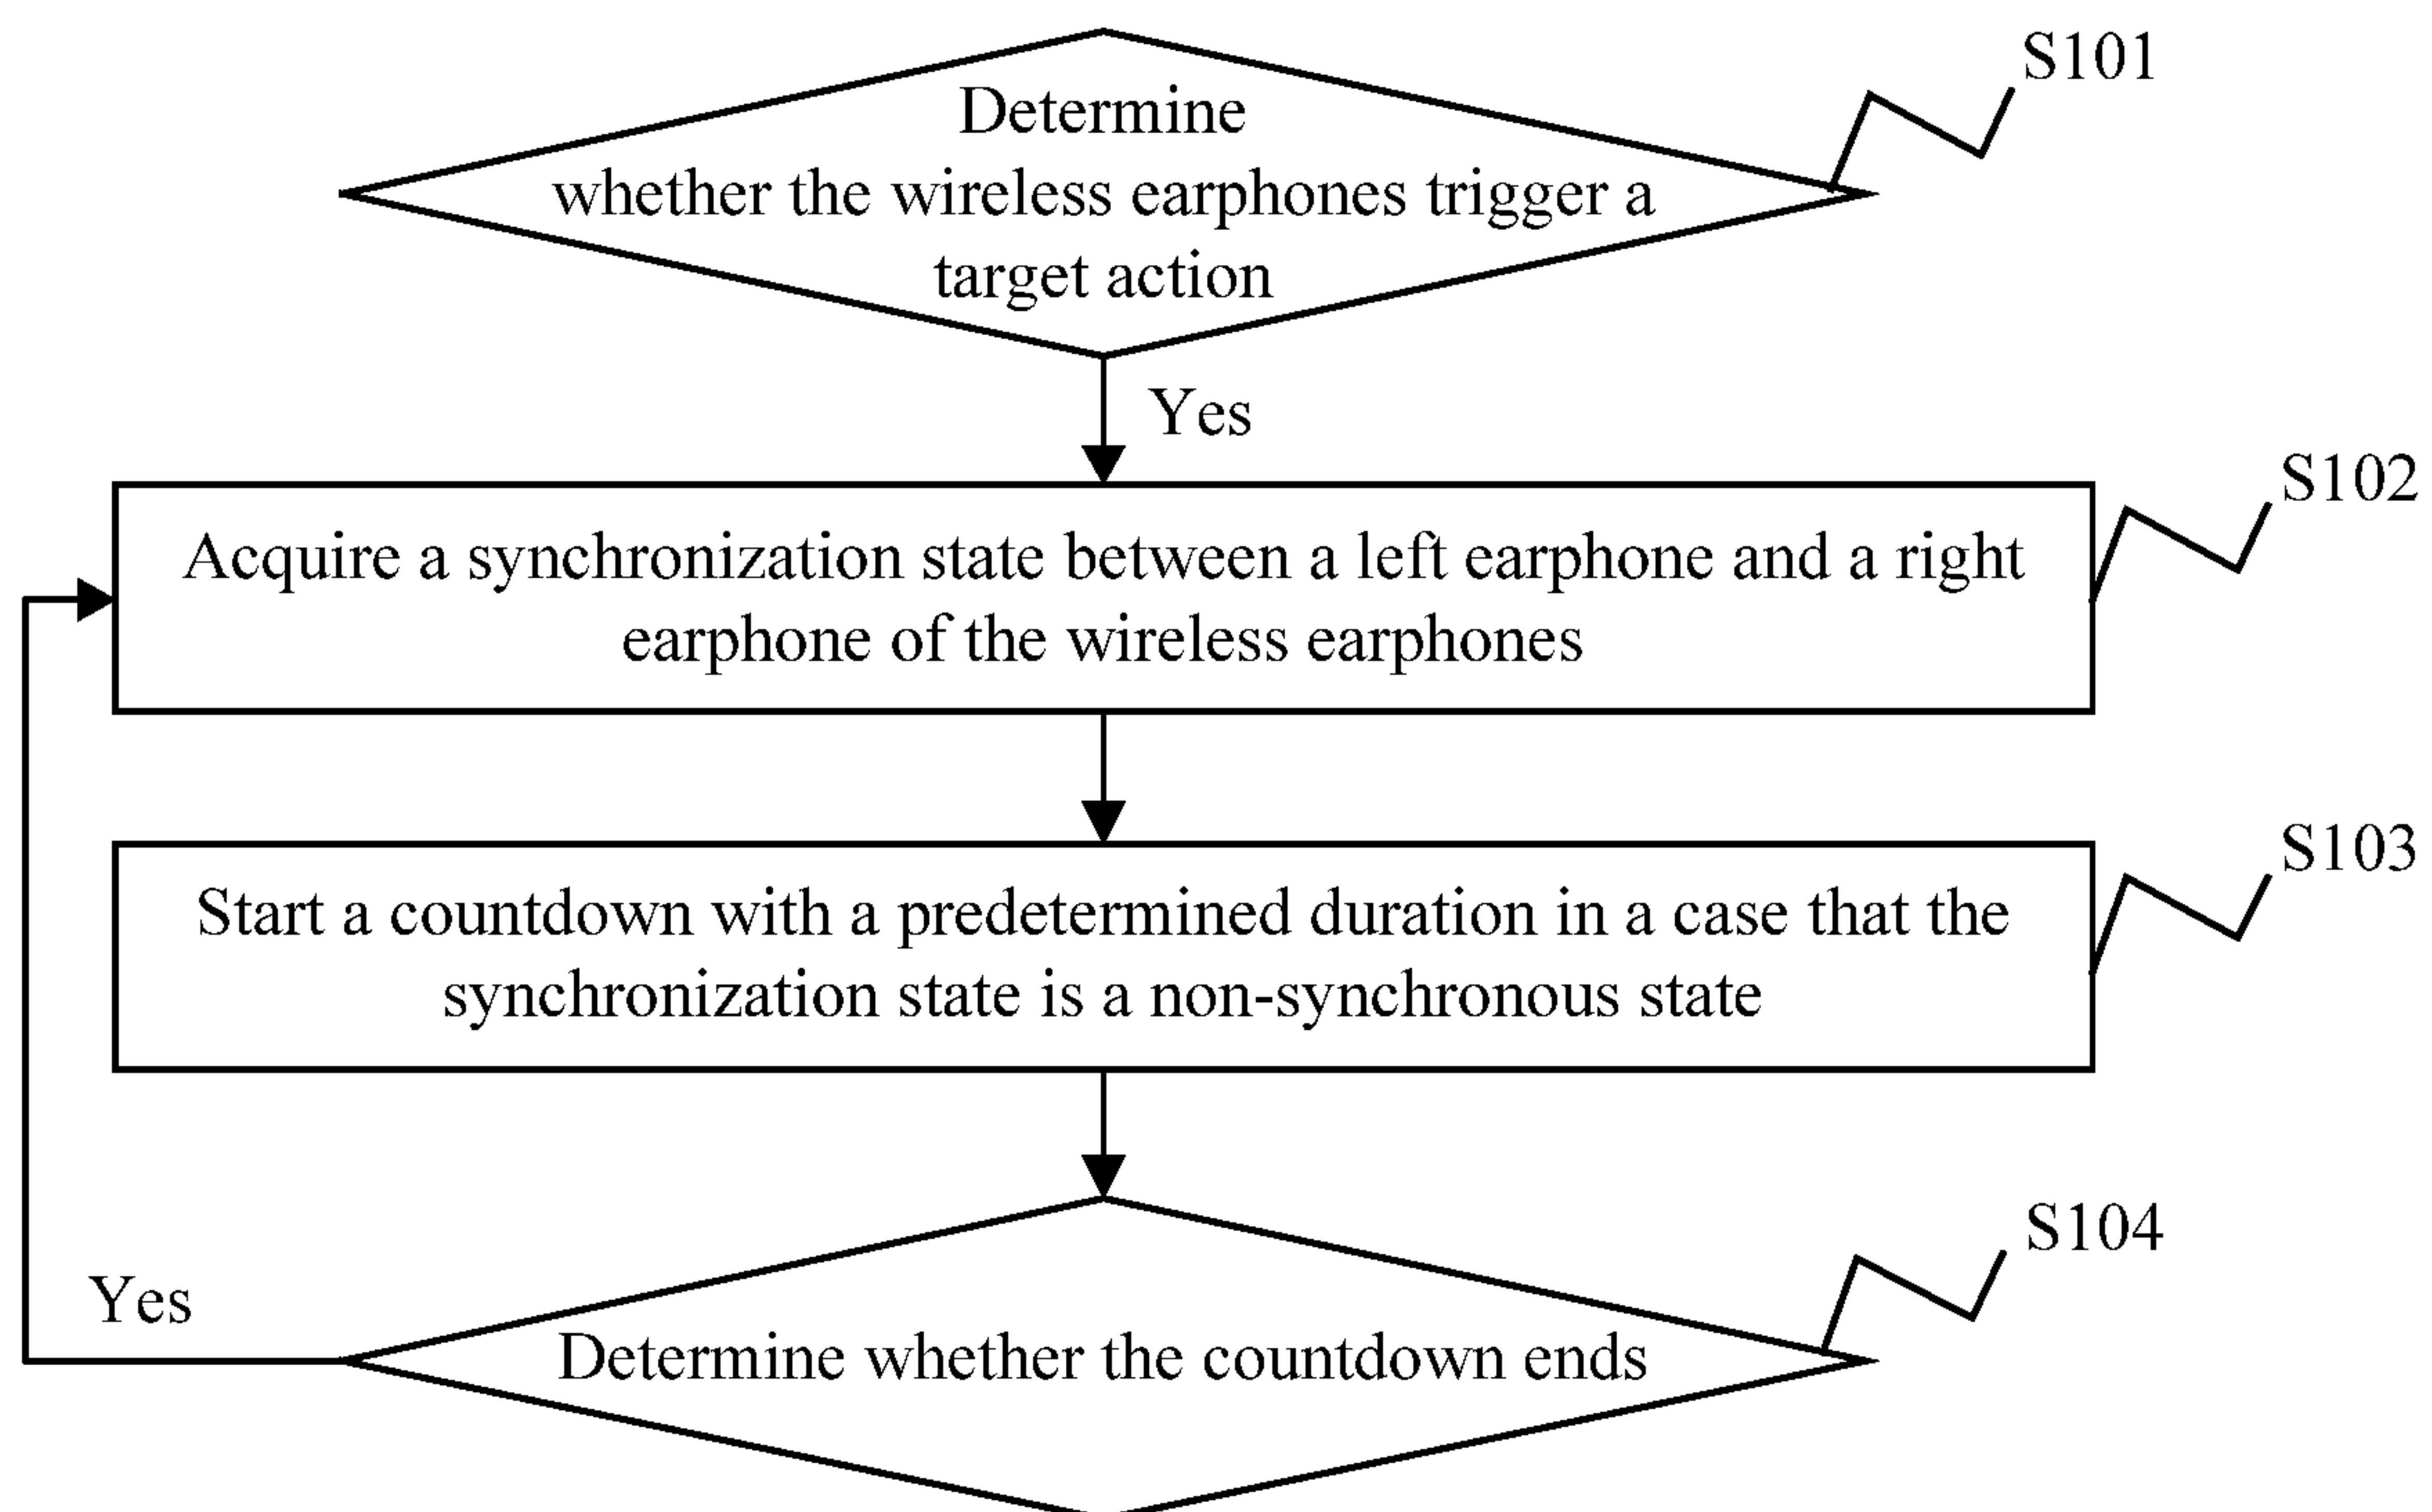 Determine
whether the wireless earphones trigger a
target action
S101
Yes
Acquire a synchronization state between a left earphone and a right
earphone of the wireless earphones
S102
Start a countdown with a predetermined duration in a case that the
synchronization state is a non-synchronous state
S103
Determine whether the countdown ends
S104
Yes